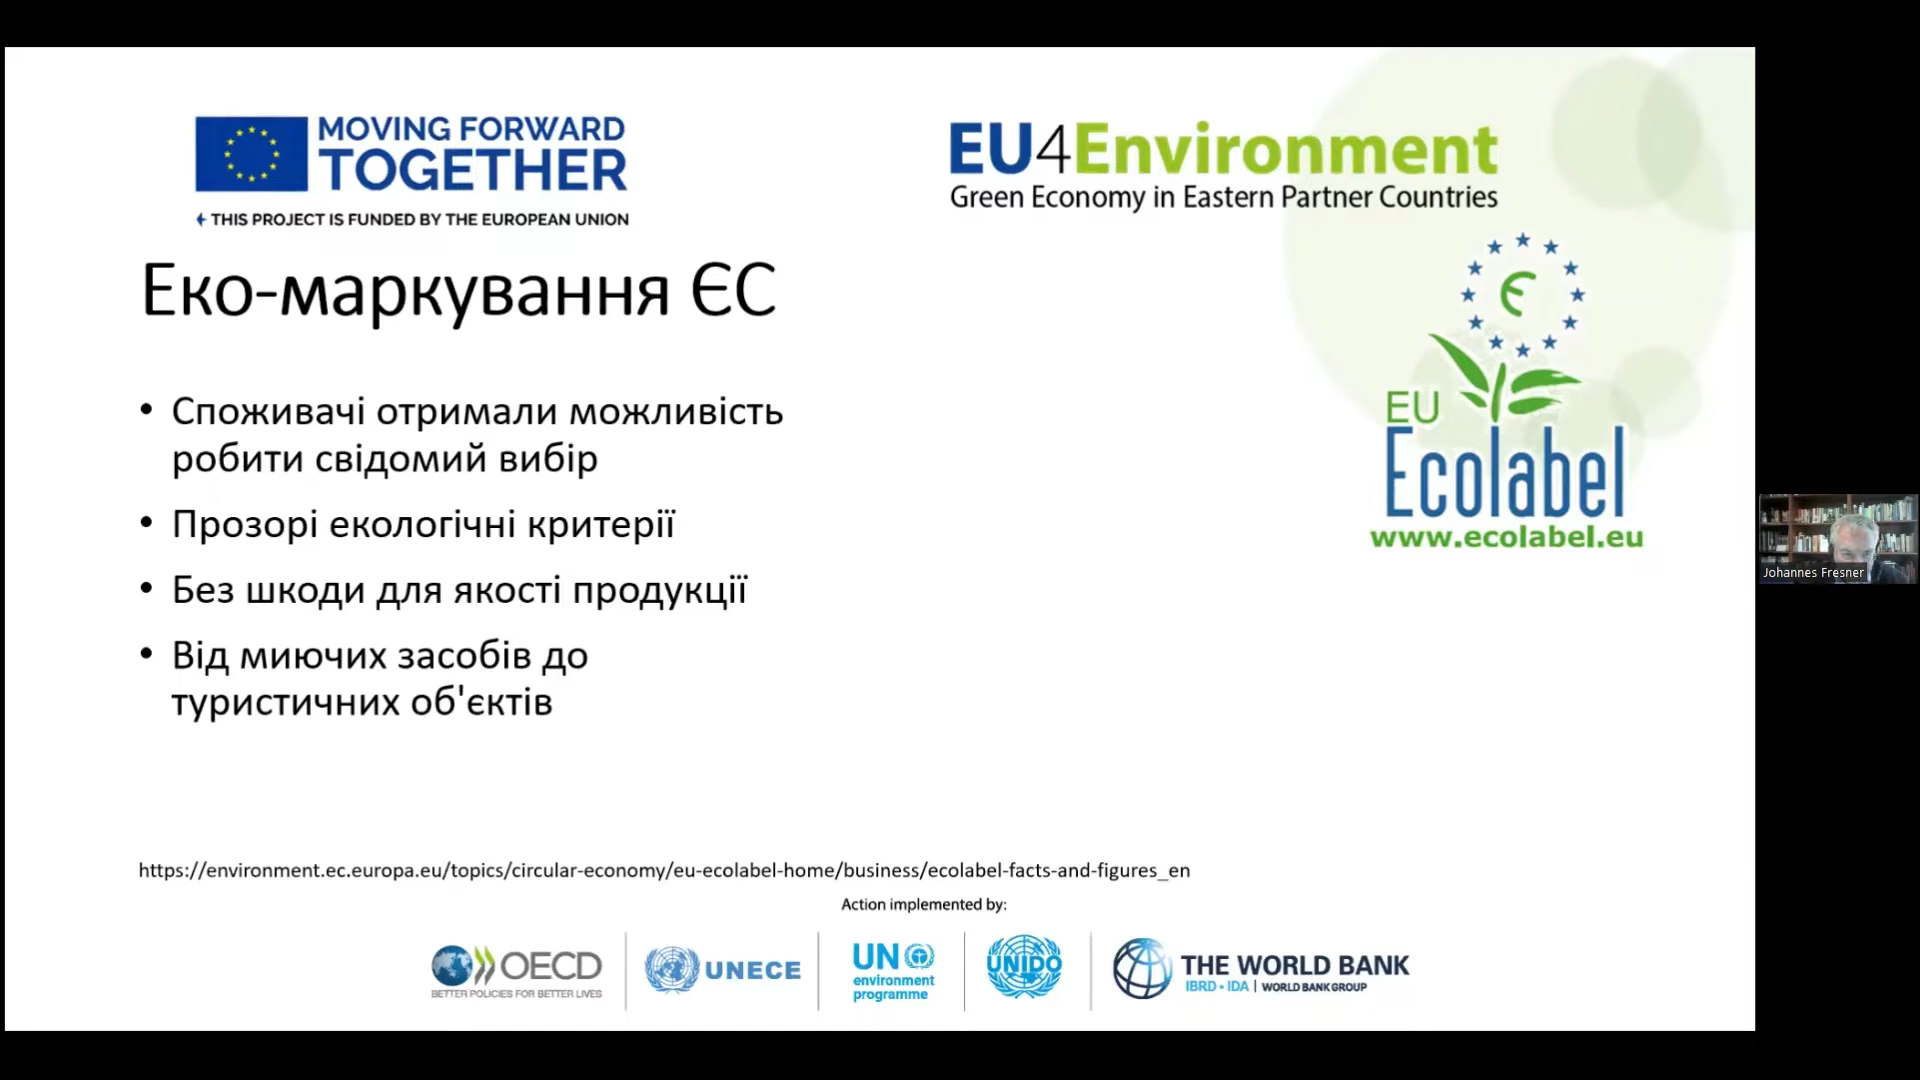 MOVING FORWARD
TOGETHER
THIS PROJECT IS FUNDED BY THE EUROPEAN UNION
EU4Environment
Green Economy in Eastern Partner Countries
Еко-маркування ЄС
• Споживачі отримали можливість
робити свідомий вибір
• Прозорі екологічні критерії
• Без шкоди для якості продукції
• Від миючих засобів до
туристичних об'єктів
EU
Ecolabel
www.ecolabel.eu
Johannes Fresner
https://environment.ec.europa.eu/topics/circular-economy/eu-ecolabel-home/business/ecolabel-facts-and-figures_en
Action implemented by:
OECD
BETTER POLICIES FOR BETTER LIVES
UNECE
UN
environment
programme
UNIDO
THE WORLD BANK
IBRD • IDA | WORLD BANK GROUP